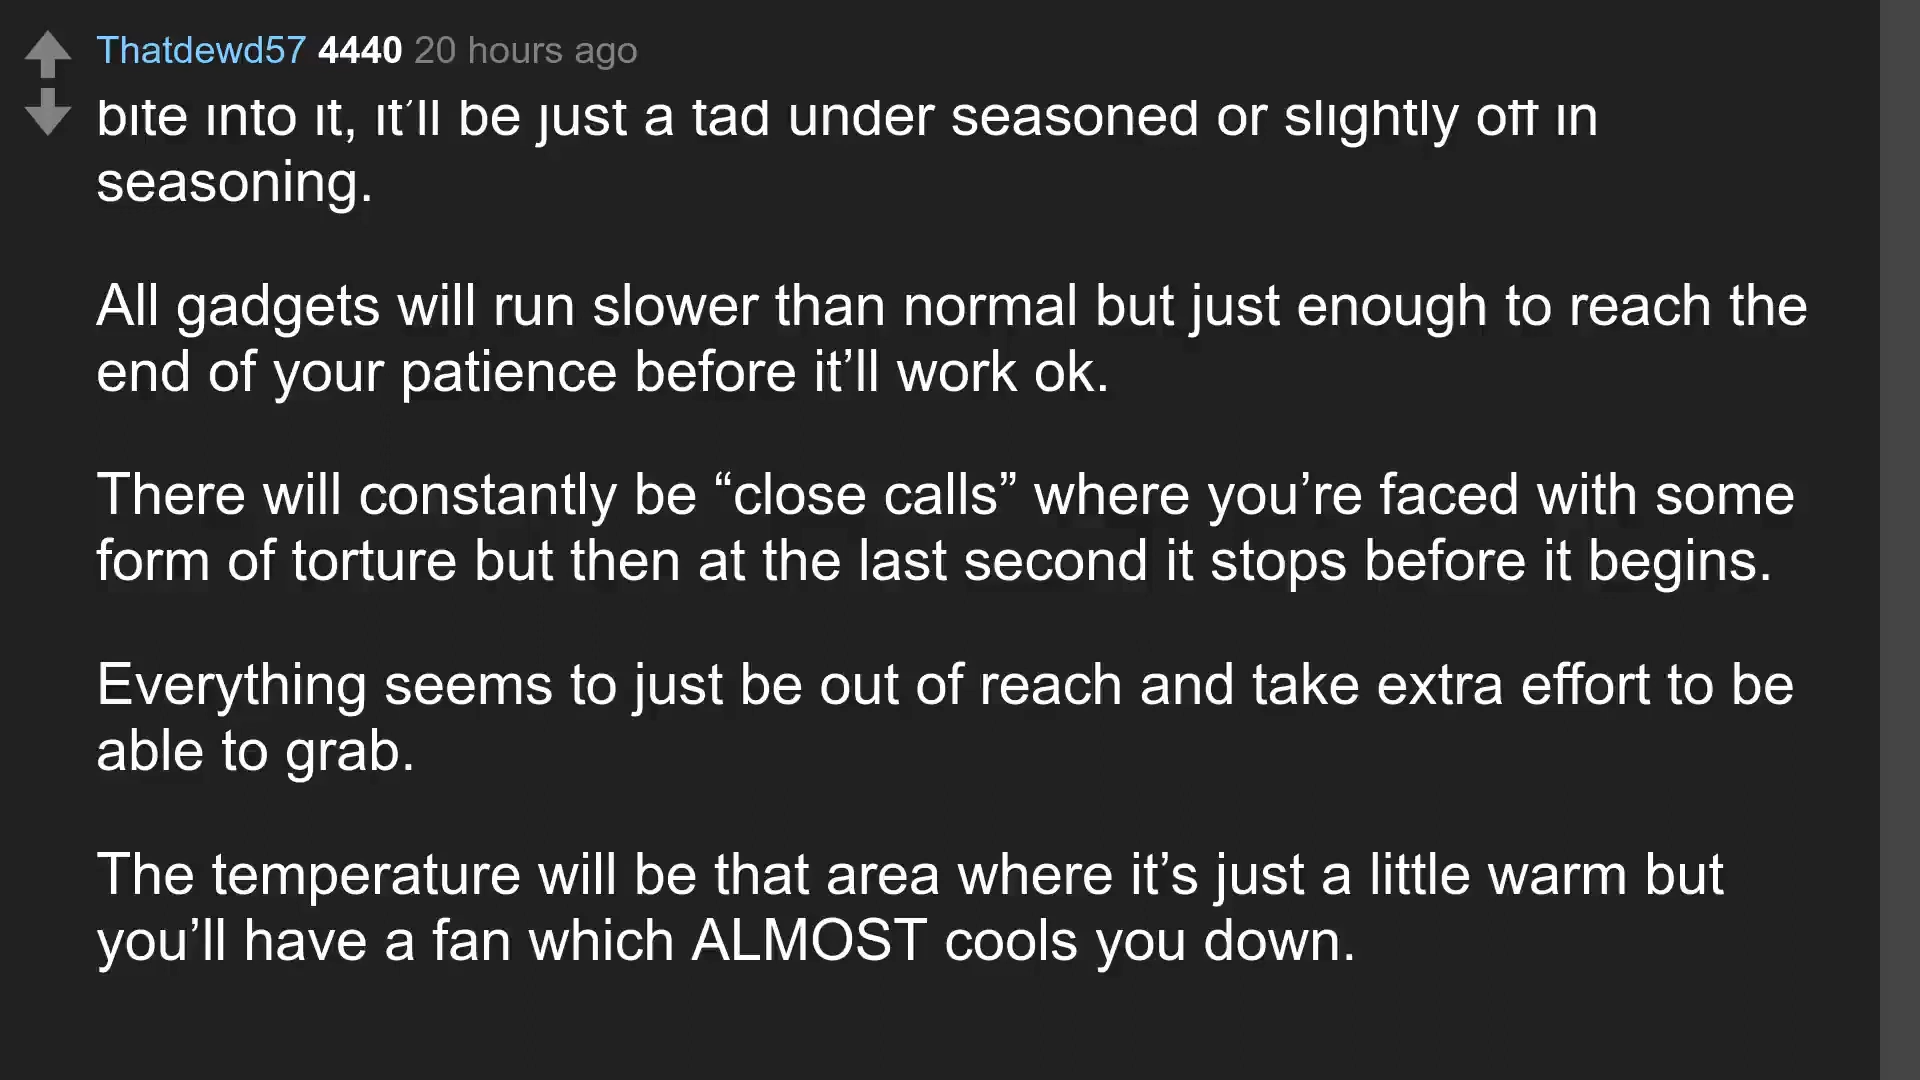 Thatdewd57 4440 20 hours ago
bite into it, it’ll be just a tad under seasoned or slightly off in
seasoning.
All gadgets will run slower than normal but just enough to reach the
end of your patience before it’ll work ok.
There will constantly be “close calls” where you’re faced with some
form of torture but then at the last second it stops before it begins.
Everything seems to just be out of reach and take extra effort to be
able to grab.
The temperature will be that area where it’s just a little warm but
you’ll have a fan which ALMOST cools you down.